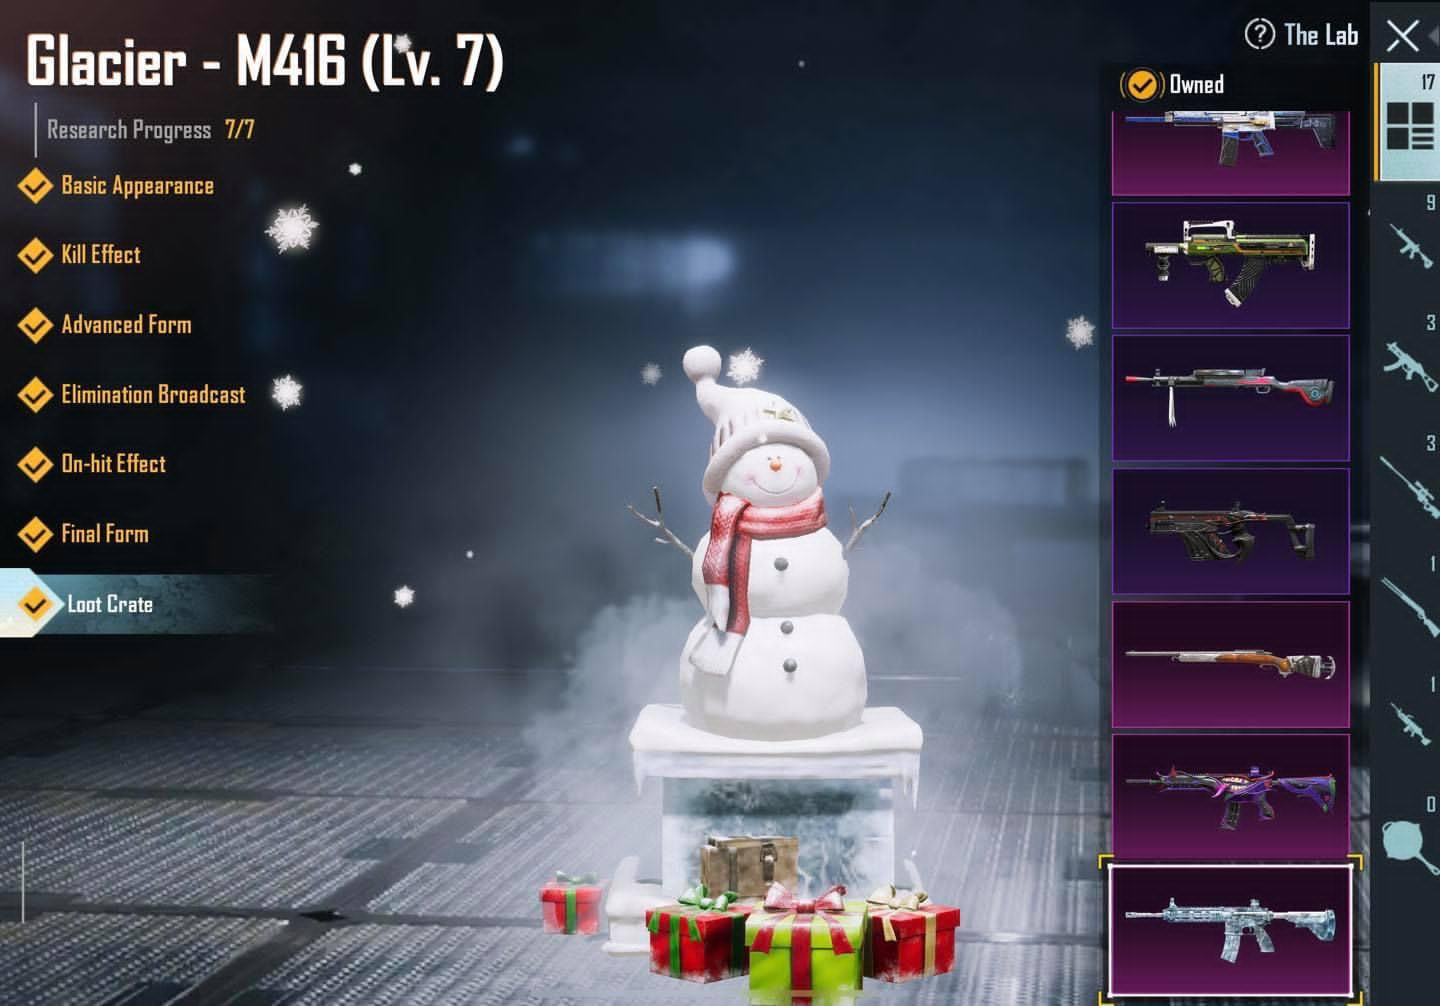 Glacier - M416 (Lv. 7)
Research Progress 7/7
Basic Appearance
Kill Effect
Advanced Form
Elimination Broadcast
On-hit Effect
Final Form
Loot Crate
? The Lab
Owned
17
9
3
3
1
1
0